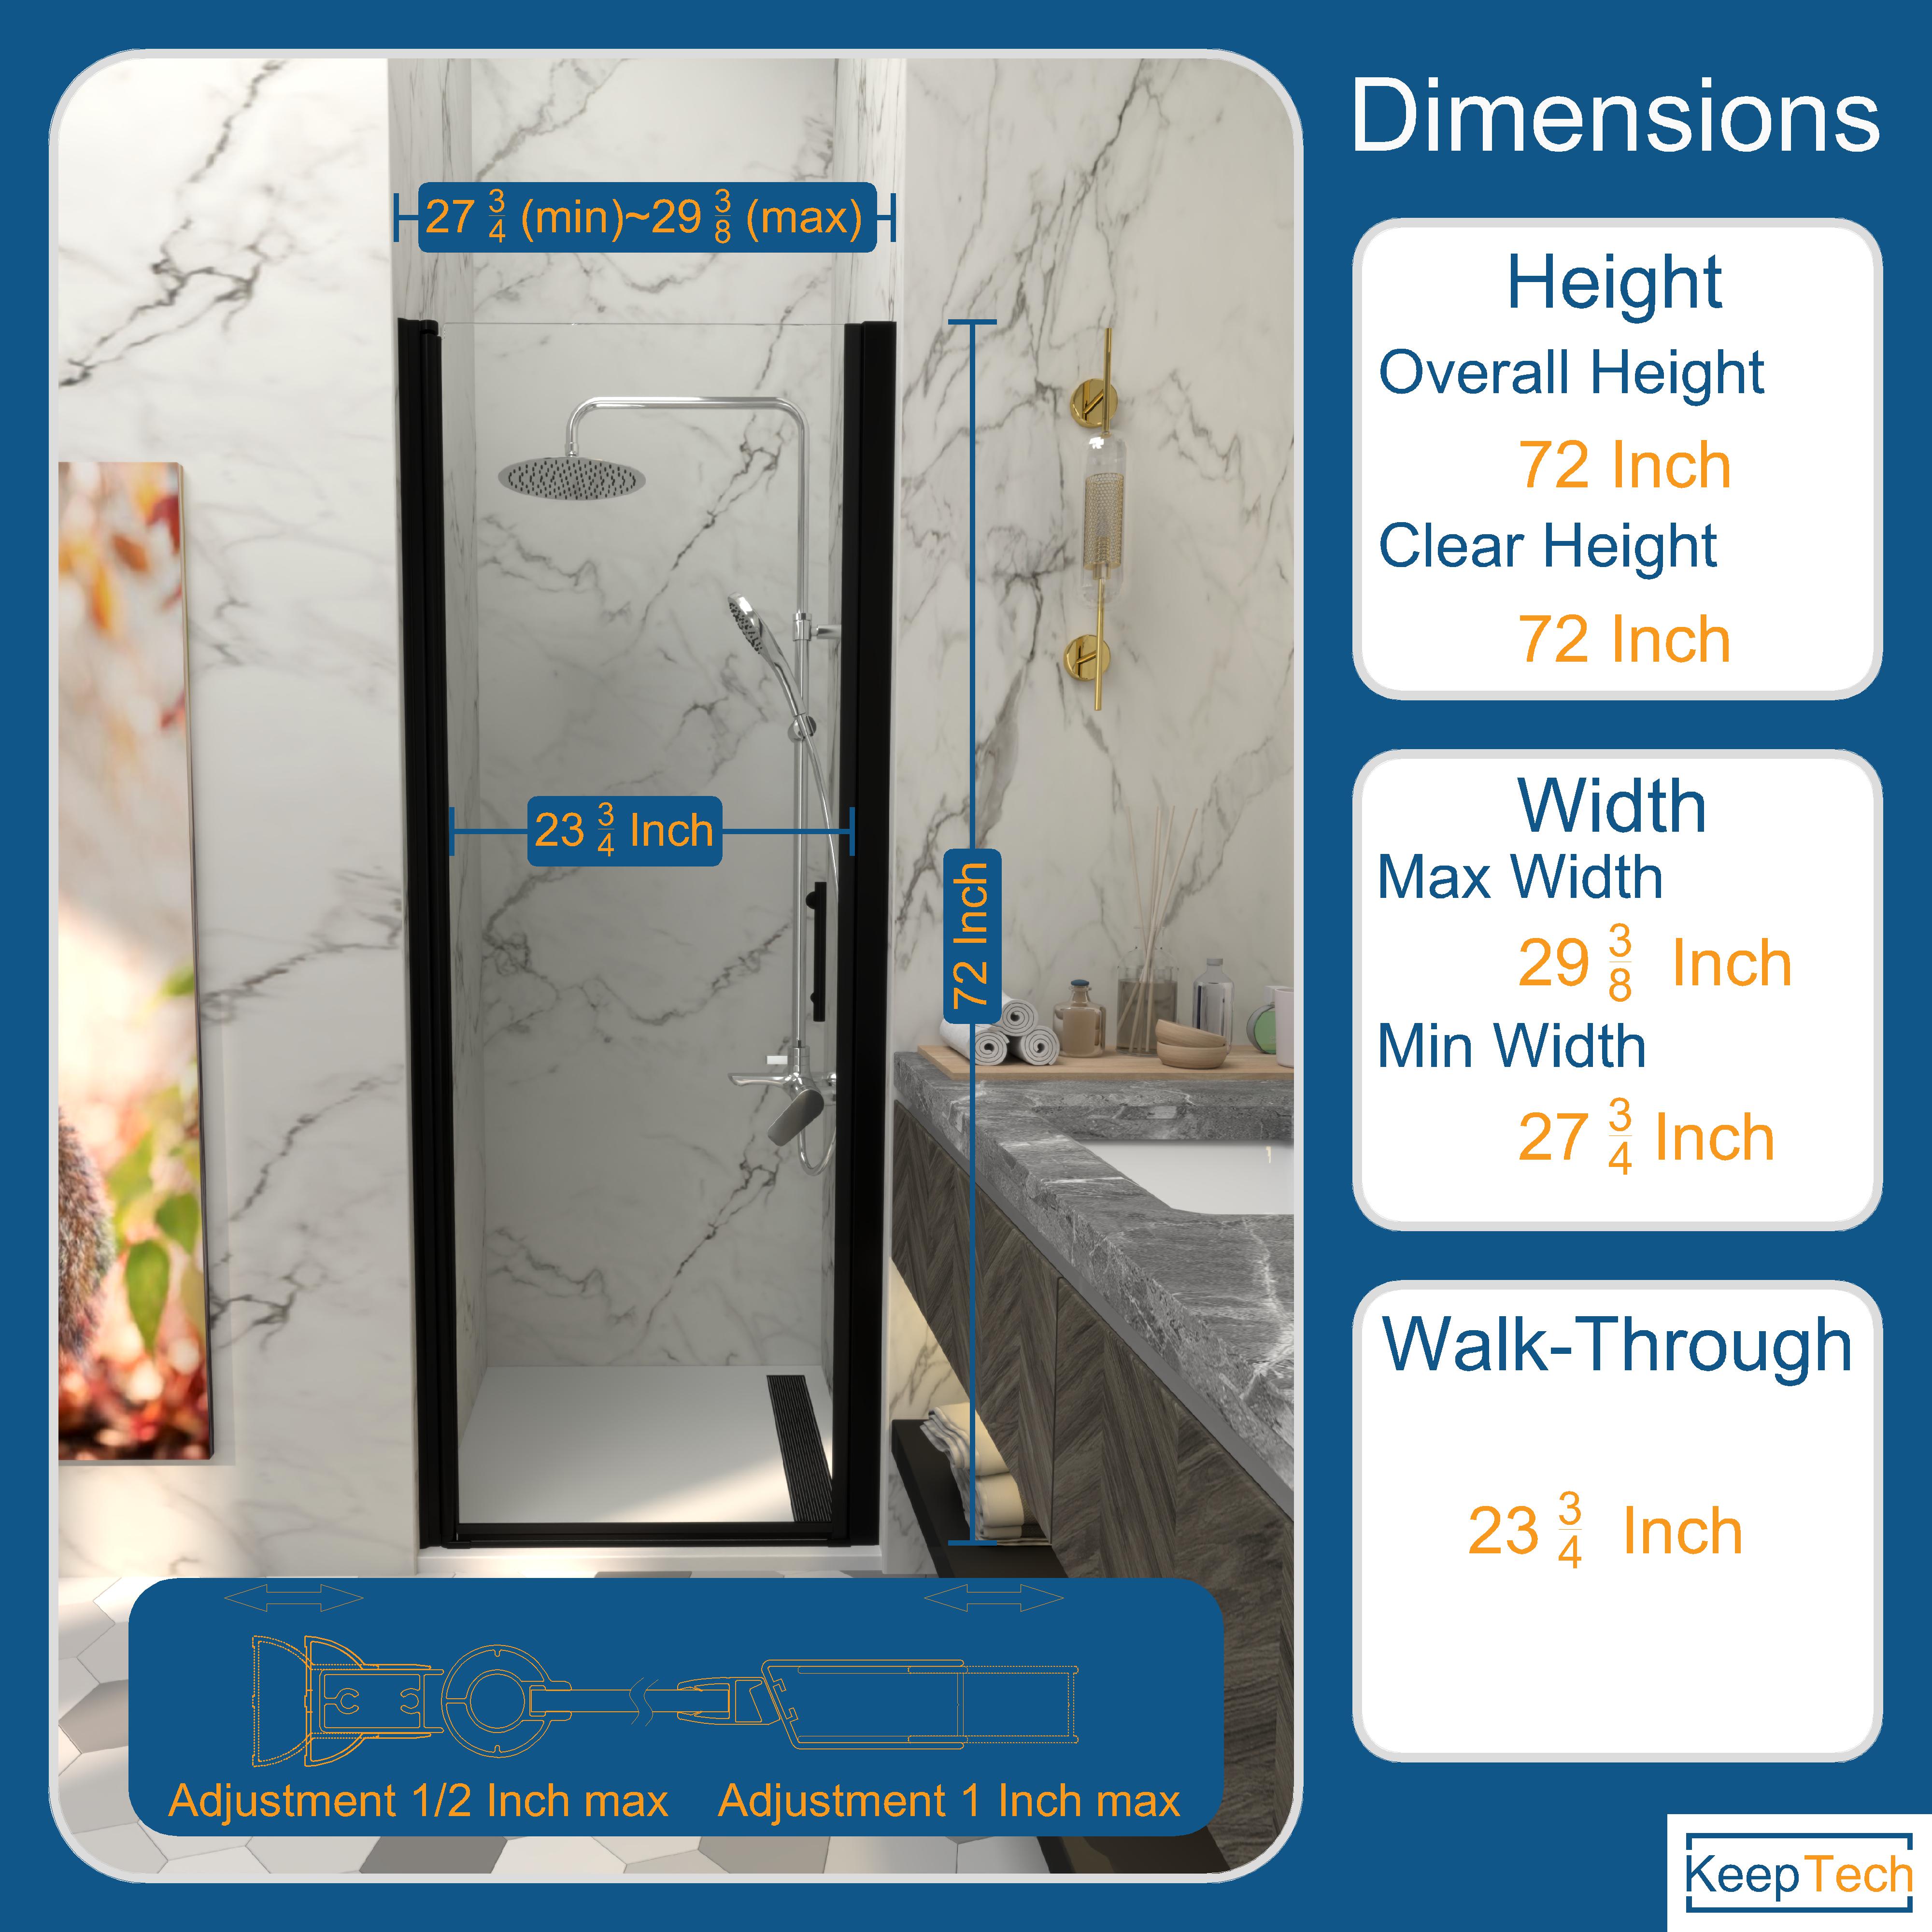 Dimensions
27 3/4 (min)~29 3/8 (max)
23 3/4 Inch
72 Inch
Adjustment 1/2 Inch max
Adjustment 1 Inch max
Height
Overall Height
72 Inch
Clear Height
72 Inch
Width
Max Width
29 3/8 Inch
Min Width
27 3/4 Inch
Walk-Through
23 3/4 Inch
KeepTech